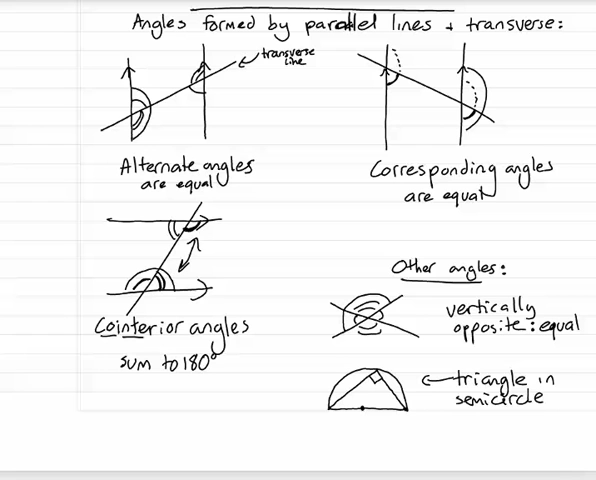 Angles formed by parallel lines + transverse:
transverse
line
Alternate angles
are equal
Corresponding angles
are equal
Cointerior angles
sum to 180°
Other angles:
vertically
opposite: equal
triangle in
semicircle